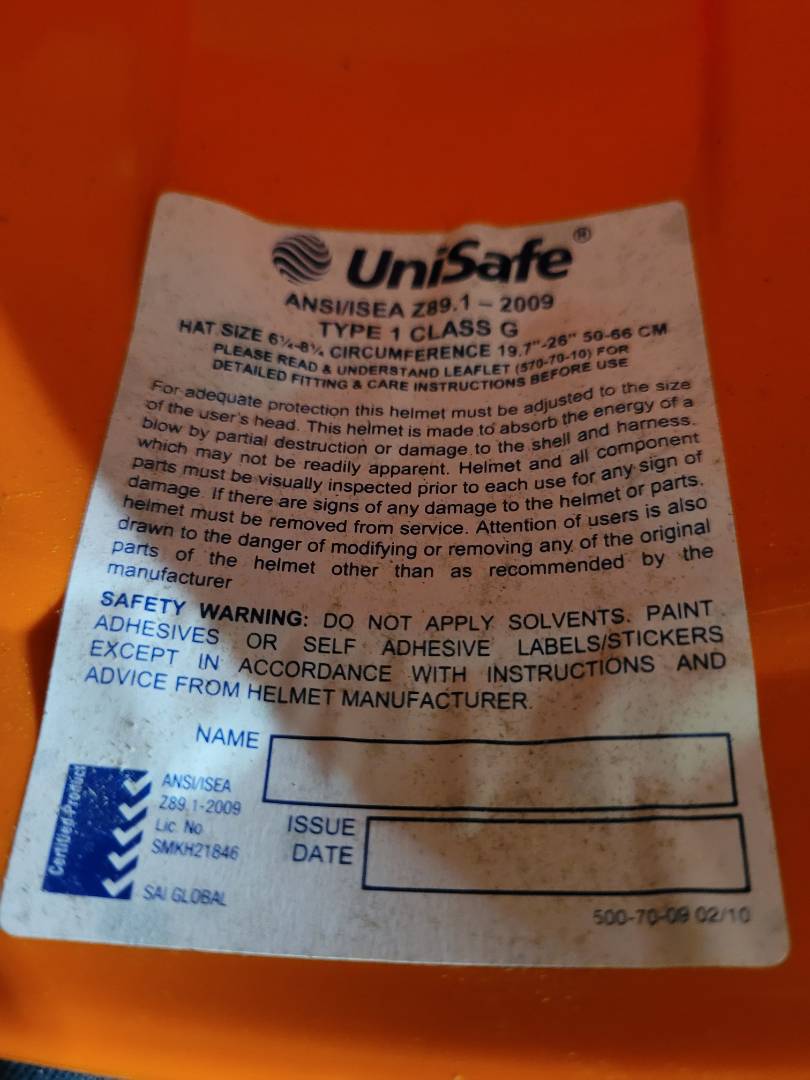 UniSafe®
ANSI/ISEA Z89.1 – 2009
TYPE 1 CLASS G
HAT SIZE 6¼-8¼ CIRCUMFERENCE 19.7"-26" 50-66 CM
PLEASE READ & UNDERSTAND LEAFLET (570-70-10) FOR
DETAILED FITTING & CARE INSTRUCTIONS BEFORE USE
For adequate protection this helmet must be adjusted to the size
of the user's head. This helmet is made to absorb the energy of a
blow by partial destruction or damage to the shell and harness.
which may not be readily apparent. Helmet and all component
parts must be visually inspected prior to each use for any sign of
damage. If there are signs of any damage to the helmet or parts.
helmet must be removed from service. Attention of users is also
drawn to the danger of modifying or removing any of the original
parts of the helmet other than as recommended by the
manufacturer
SAFETY WARNING: DO NOT APPLY SOLVENTS. PAINT
ADHESIVES OR SELF ADHESIVE LABELS/STICKERS
EXCEPT IN ACCORDANCE WITH INSTRUCTIONS AND
ADVICE FROM HELMET MANUFACTURER.
NAME
ISSUE
DATE
Certified Product
ANSI/ISEA
Z89.1-2009
Lic. No
SMKH21846
SAI GLOBAL
500-70-09 02/10